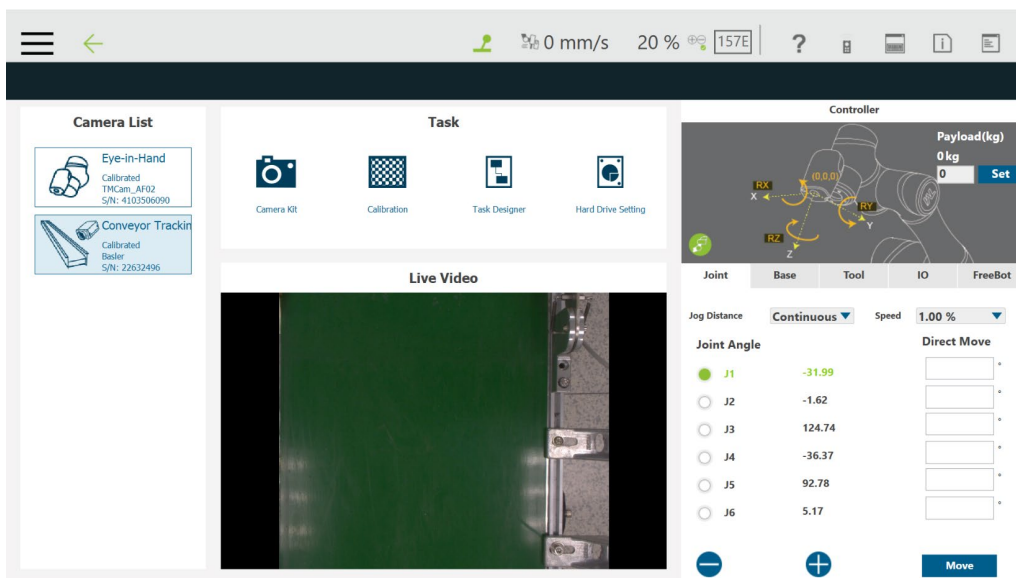 0 mm/s 20 % 157E ?
Camera List
Eye-in-Hand
Calibrated
TMCam_AF02
S/N: 4103506090
Conveyor Trackin
Calibrated
Basler
S/N: 22632496
Task
Camera Kit Calibration Task Designer Hard Drive Setting
Live Video
Controller
Payload(kg)
0 kg
0 Set
(0,0,0)
RX
X
RY
Y
RZ
Z
Joint Base Tool IO FreeBot
Jog Distance Continuous Speed 1.00 %
Joint Angle Direct Move
J1 -31.99 °
J2 -1.62 °
J3 124.74 °
J4 -36.37 °
J5 92.78 °
J6 5.17 °
Move